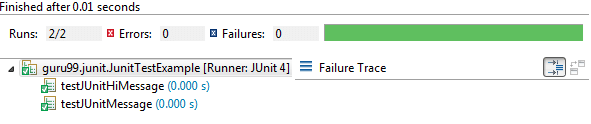 Finished after 0.01 seconds
Runs: 2/2 Errors: 0 Failures: 0
guru99.junit.JunitTestExample [Runner: JUnit 4] Failure Trace
testJUnitHiMessage (0.000 s)
testJUnitMessage (0.000 s)